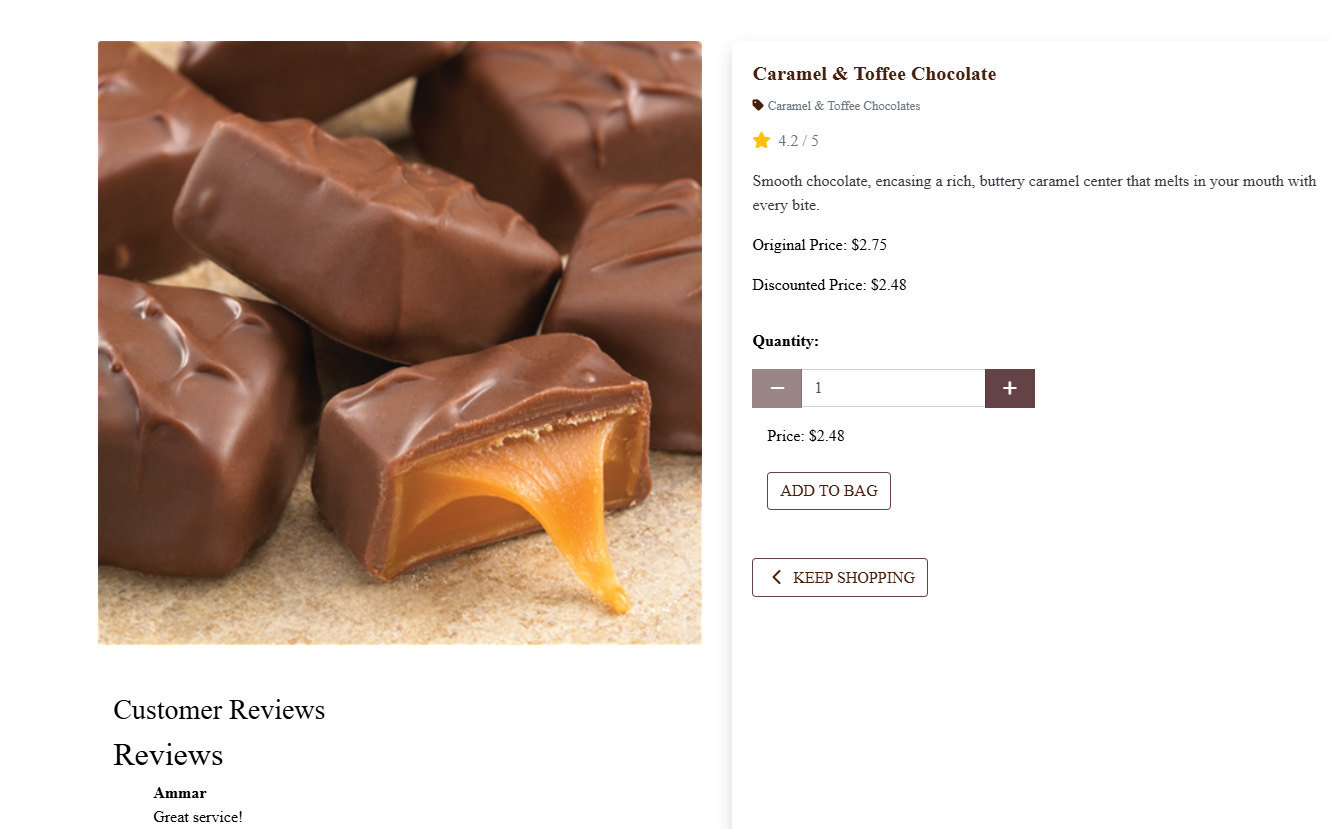 Caramel & Toffee Chocolate
Caramel & Toffee Chocolates
4.2 / 5
Smooth chocolate, encasing a rich, buttery caramel center that melts in your mouth with
every bite.
Original Price: $2.75
Discounted Price: $2.48
Quantity:
− 1 +
Price: $2.48
ADD TO BAG
KEEP SHOPPING
Customer Reviews
Reviews
Ammar
Great service!